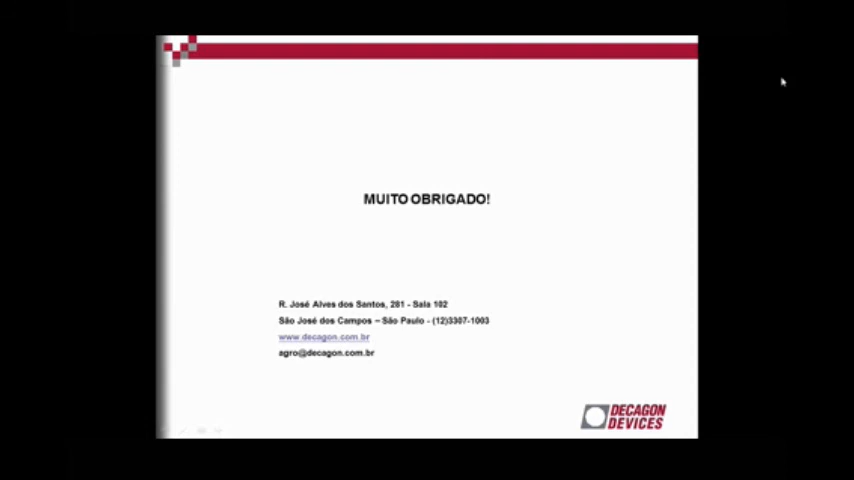 MUITO OBRIGADO!
R. José Alves dos Santos, 281 - Sala 102
São José dos Campos – São Paulo - (12)3307-1003
www.decagon.com.br
agro@decagon.com.br
DECAGON
DEVICES